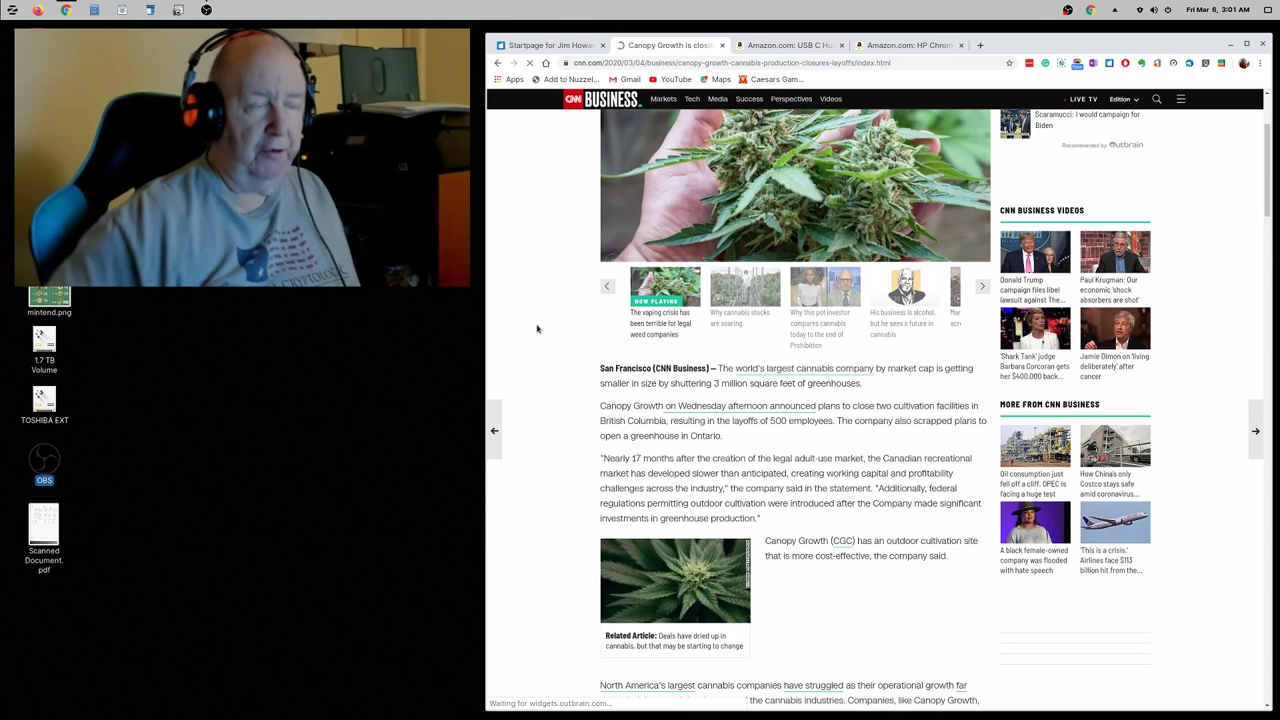 Fri Mar 6, 3:01 AM
Startpage for Jim Howar
Canopy Growth is closin
Amazon.com: USB C Hu
Amazon.com: HP Chrom
cnn.com/2020/03/04/business/canopy-growth-cannabis-production-closures-layoffs/index.html
Apps
Add to Nuzzel...
Gmail
YouTube
Maps
Caesars Gam...
CNN BUSINESS
Markets Tech Media Success Perspectives Videos
LIVE TV
Edition
Scaramucci: I would campaign for
Biden
Recommended by Outbrain
CNN BUSINESS VIDEOS
Donald Trump
campaign files libel
lawsuit against The...
Paul Krugman: Our
economic 'shock
absorbers are shot'
'Shark Tank' judge
Barbara Corcoran gets
her $400,000 back...
Jamie Dimon on 'living
deliberately' after
cancer
MORE FROM CNN BUSINESS
Oil consumption just
fell off a cliff. OPEC is
facing a huge test
How China's only
Costco stays safe
amid coronavirus...
A black female-owned
company was flooded
with hate speech
'This is a crisis.'
Airlines face $113
billion hit from the...
NOW PLAYING
The vaping crisis has
been terrible for legal
weed companies
Why cannabis stocks
are soaring
Why this pot investor
compares cannabis
today to the end of
Prohibition
His business is alcohol,
but he sees a future in
cannabis
Mar
acro
San Francisco (CNN Business) — The world's largest cannabis company by market cap is getting
smaller in size by shuttering 3 million square feet of greenhouses.
Canopy Growth on Wednesday afternoon announced plans to close two cultivation facilities in
British Columbia, resulting in the layoffs of 500 employees. The company also scrapped plans to
open a greenhouse in Ontario.
"Nearly 17 months after the creation of the legal adult-use market, the Canadian recreational
market has developed slower than anticipated, creating working capital and profitability
challenges across the industry," the company said in the statement. "Additionally, federal
regulations permitting outdoor cultivation were introduced after the Company made significant
investments in greenhouse production."
Canopy Growth (CGC) has an outdoor cultivation site
that is more cost-effective, the company said.
Related Article: Deals have dried up in
cannabis, but that may be starting to change
North America's largest cannabis companies have struggled as their operational growth far
the cannabis industries. Companies, like Canopy Growth,
Waiting for widgets.outbrain.com...
mintend.png
1.7 TB
Volume
TOSHIBA EXT
OBS
Scanned
Document.
pdf